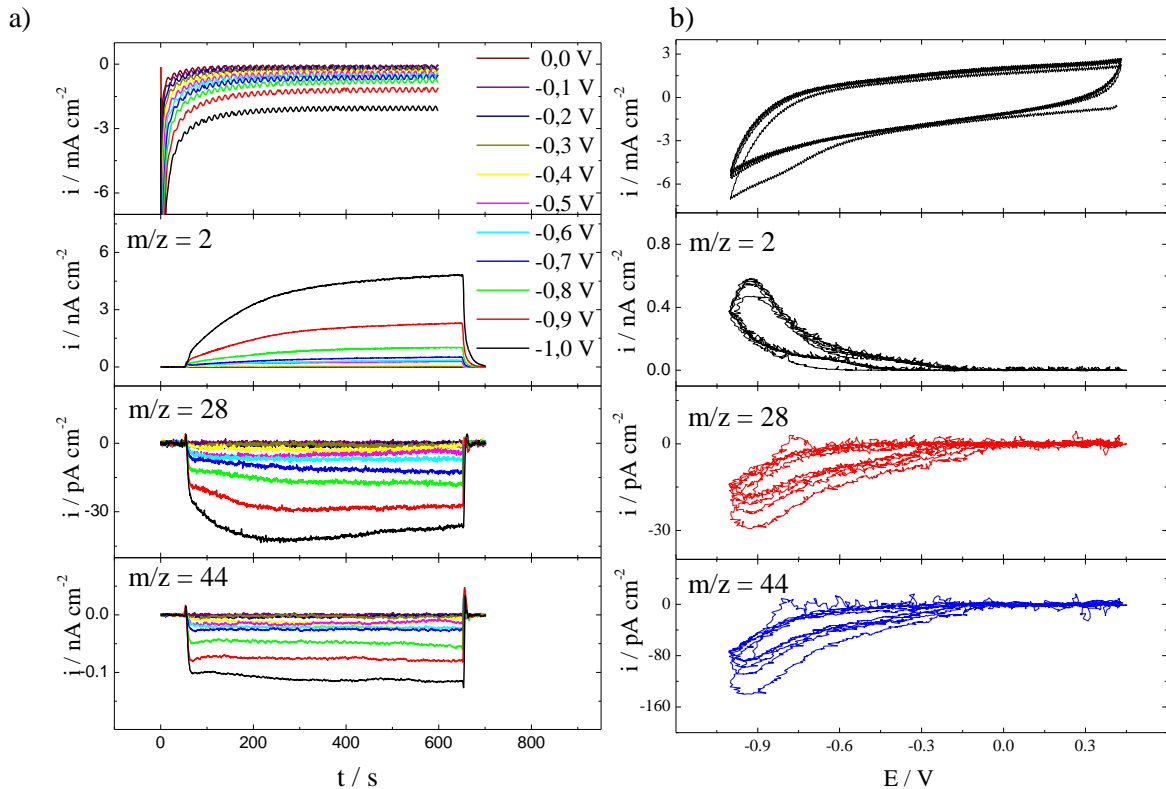 a)
i / mA cm-2
0
-3
-6
0,0 V
-0,1 V
-0,2 V
-0,3 V
-0,4 V
-0,5 V
-0,6 V
-0,7 V
-0,8 V
-0,9 V
-1,0 V
m/z = 2
i / nA cm-2
6
3
0
m/z = 28
i / pA cm-2
0
-30
m/z = 44
i / nA cm-2
0.0
-0.1
0 200 400 600 800
t / s
b)
i / mA cm-2
3
0
-3
-6
m/z = 2
i / nA cm-2
0.8
0.4
0.0
m/z = 28
i / pA cm-2
0
-30
m/z = 44
i / pA cm-2
0
-80
-160
-0.9 -0.6 -0.3 0.0 0.3
E / V